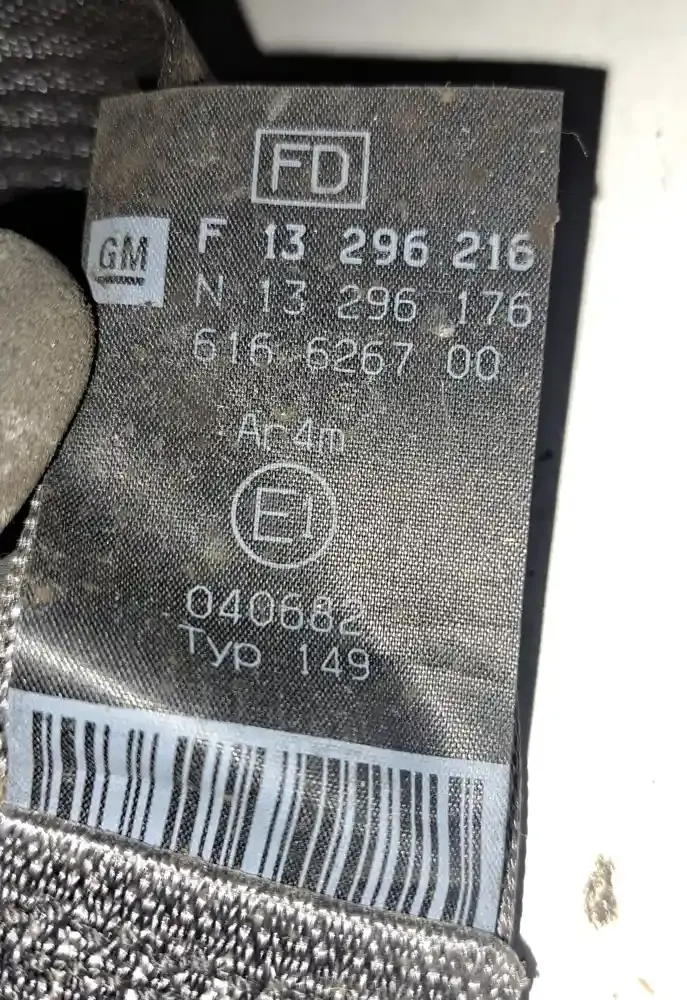 FD
GM
F 13 296 216
N 13 296 176
616 6267 00
Ar4m
E1
040682
Typ 149